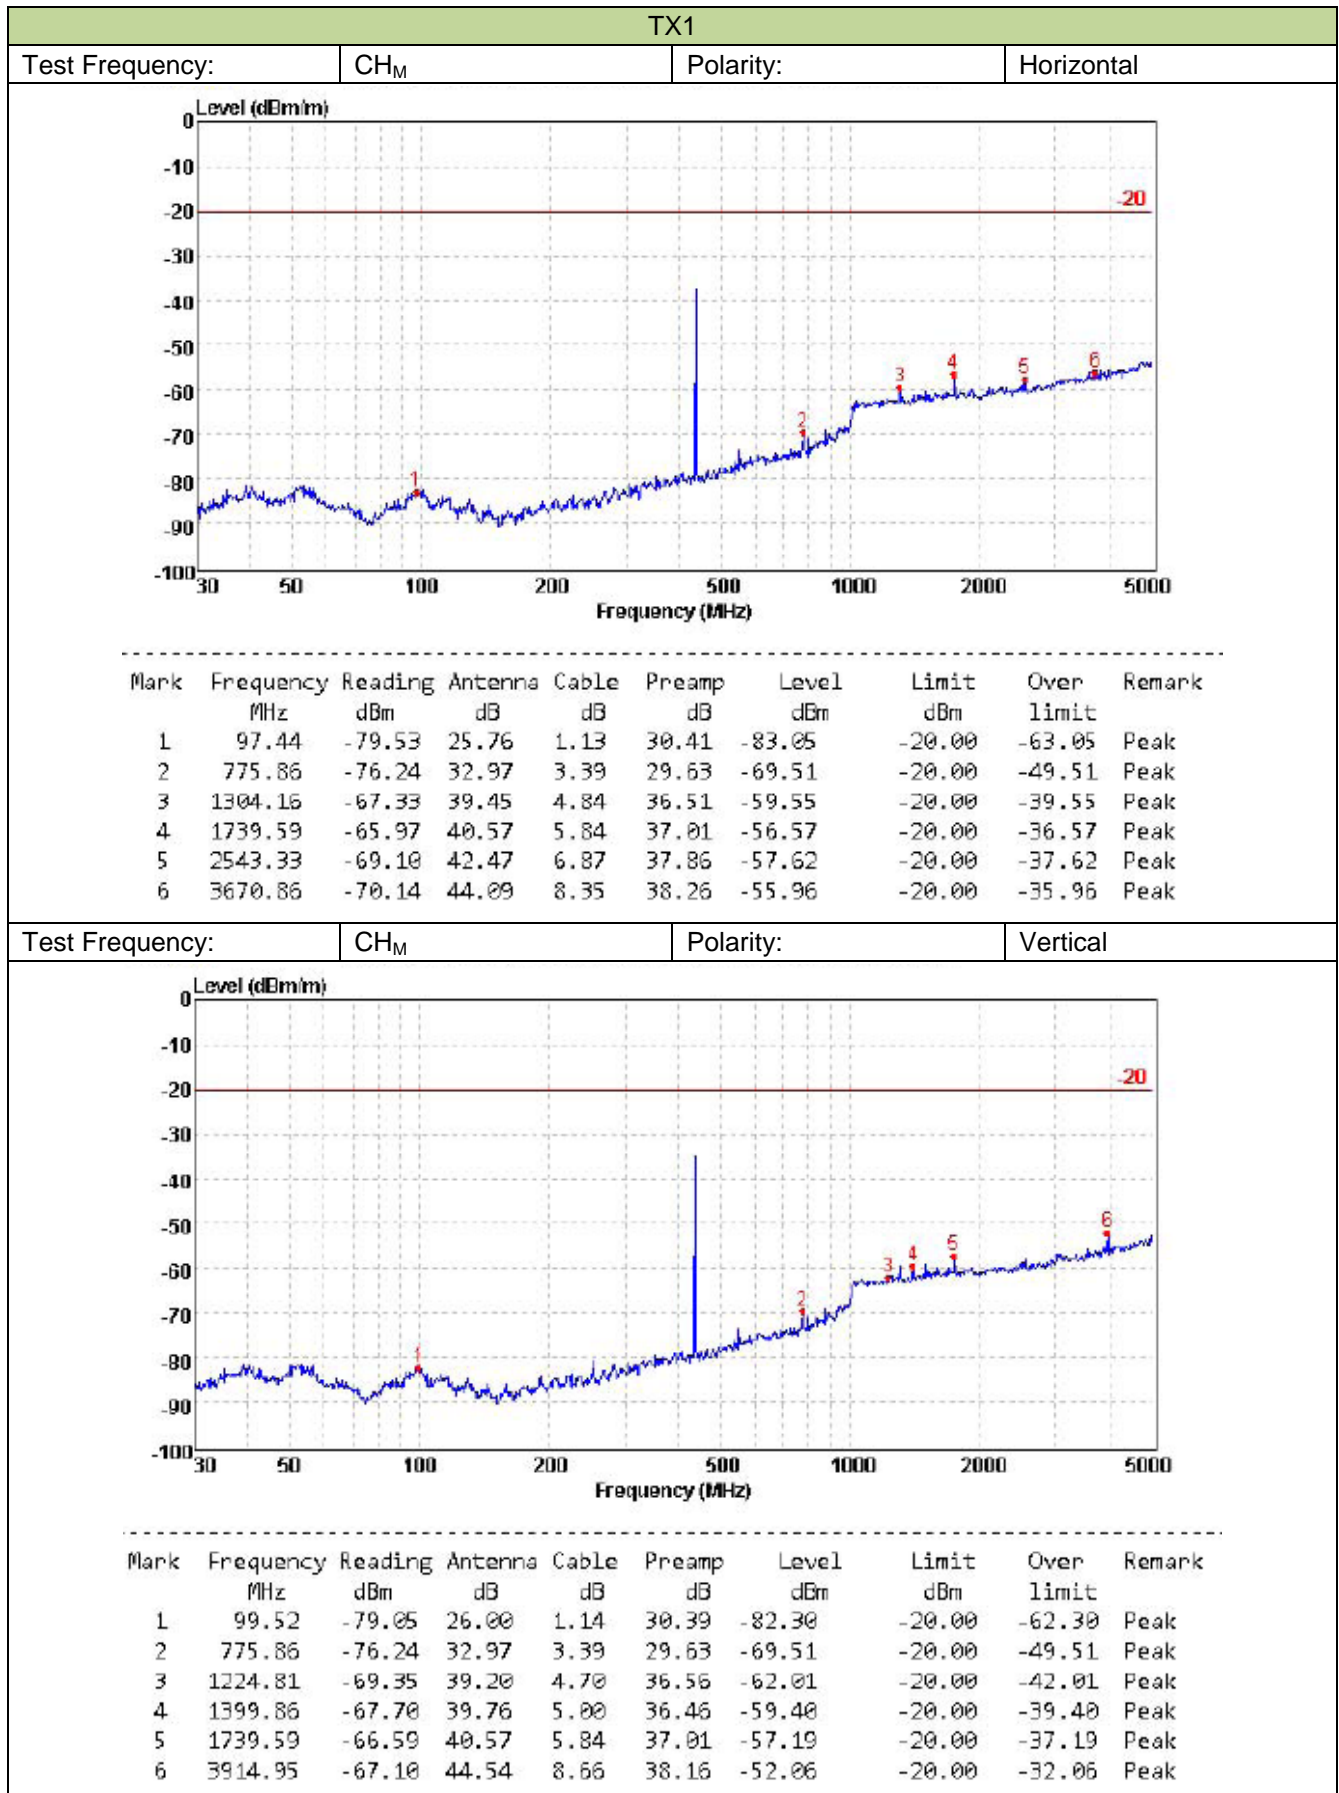 TX1
Test Frequency: CHM Polarity: Horizontal
Level (dBm/m)
0
-10
-20
-20
-30
-40
-50
-60
-70
-80
-90
-100
1 2 3 4 5 6
30 50 100 200 500 1000 2000 5000
Frequency (MHz)
Mark Frequency Reading Antenna Cable Preamp Level Limit Over Remark
MHz dBm dB dB dB dBm dBm limit
1 97.44 -79.53 25.76 1.13 30.41 -83.05 -20.00 -63.05 Peak
2 775.86 -76.24 32.97 3.39 29.63 -69.51 -20.00 -49.51 Peak
3 1304.16 -67.33 39.45 4.84 36.51 -59.55 -20.00 -39.55 Peak
4 1739.59 -65.97 40.57 5.84 37.01 -56.57 -20.00 -36.57 Peak
5 2543.33 -69.10 42.47 6.87 37.86 -57.62 -20.00 -37.62 Peak
6 3670.86 -70.14 44.09 8.35 38.26 -55.96 -20.00 -35.96 Peak
Test Frequency: CHM Polarity: Vertical
Level (dBm/m)
0
-10
-20
-20
-30
-40
-50
-60
-70
-80
-90
-100
1 2 3 4 5 6
30 50 100 200 500 1000 2000 5000
Frequency (MHz)
Mark Frequency Reading Antenna Cable Preamp Level Limit Over Remark
MHz dBm dB dB dB dBm dBm limit
1 99.52 -79.05 26.00 1.14 30.39 -82.30 -20.00 -62.30 Peak
2 775.86 -76.24 32.97 3.39 29.63 -69.51 -20.00 -49.51 Peak
3 1224.81 -69.35 39.20 4.70 36.56 -62.01 -20.00 -42.01 Peak
4 1399.86 -67.70 39.76 5.00 36.46 -59.40 -20.00 -39.40 Peak
5 1739.59 -66.59 40.57 5.84 37.01 -57.19 -20.00 -37.19 Peak
6 3914.95 -67.10 44.54 8.66 38.16 -52.06 -20.00 -32.06 Peak